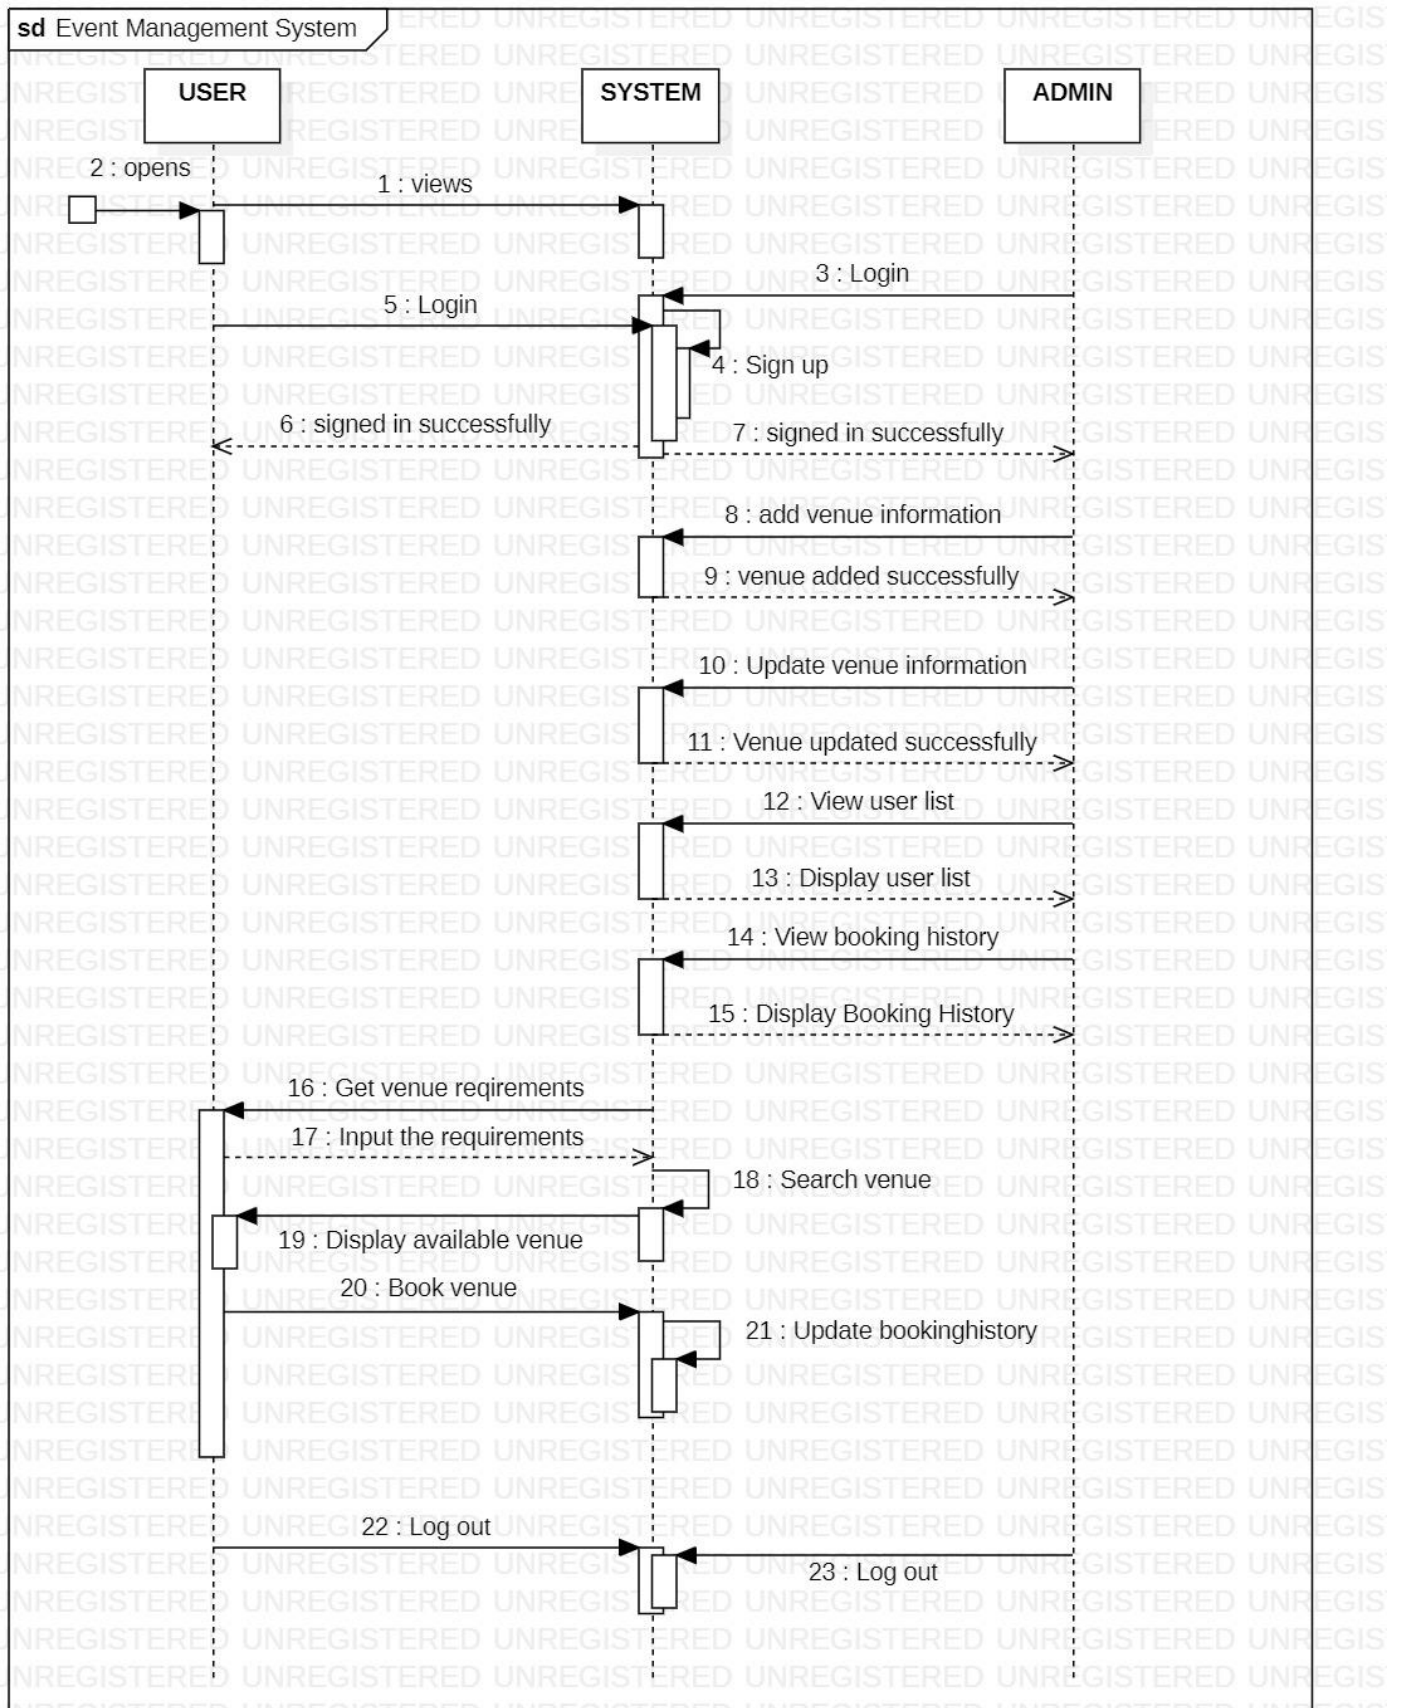 sd Event Management System
USER
SYSTEM
ADMIN
2 : opens
1 : views
3 : Login
5 : Login
4 : Sign up
6 : signed in successfully
7 : signed in successfully
8 : add venue information
9 : venue added successfully
10 : Update venue information
11 : Venue updated successfully
12 : View user list
13 : Display user list
14 : View booking history
15 : Display Booking History
16 : Get venue reqirements
17 : Input the requirements
18 : Search venue
19 : Display available venue
20 : Book venue
21 : Update bookinghistory
22 : Log out
23 : Log out
UNREGISTERED